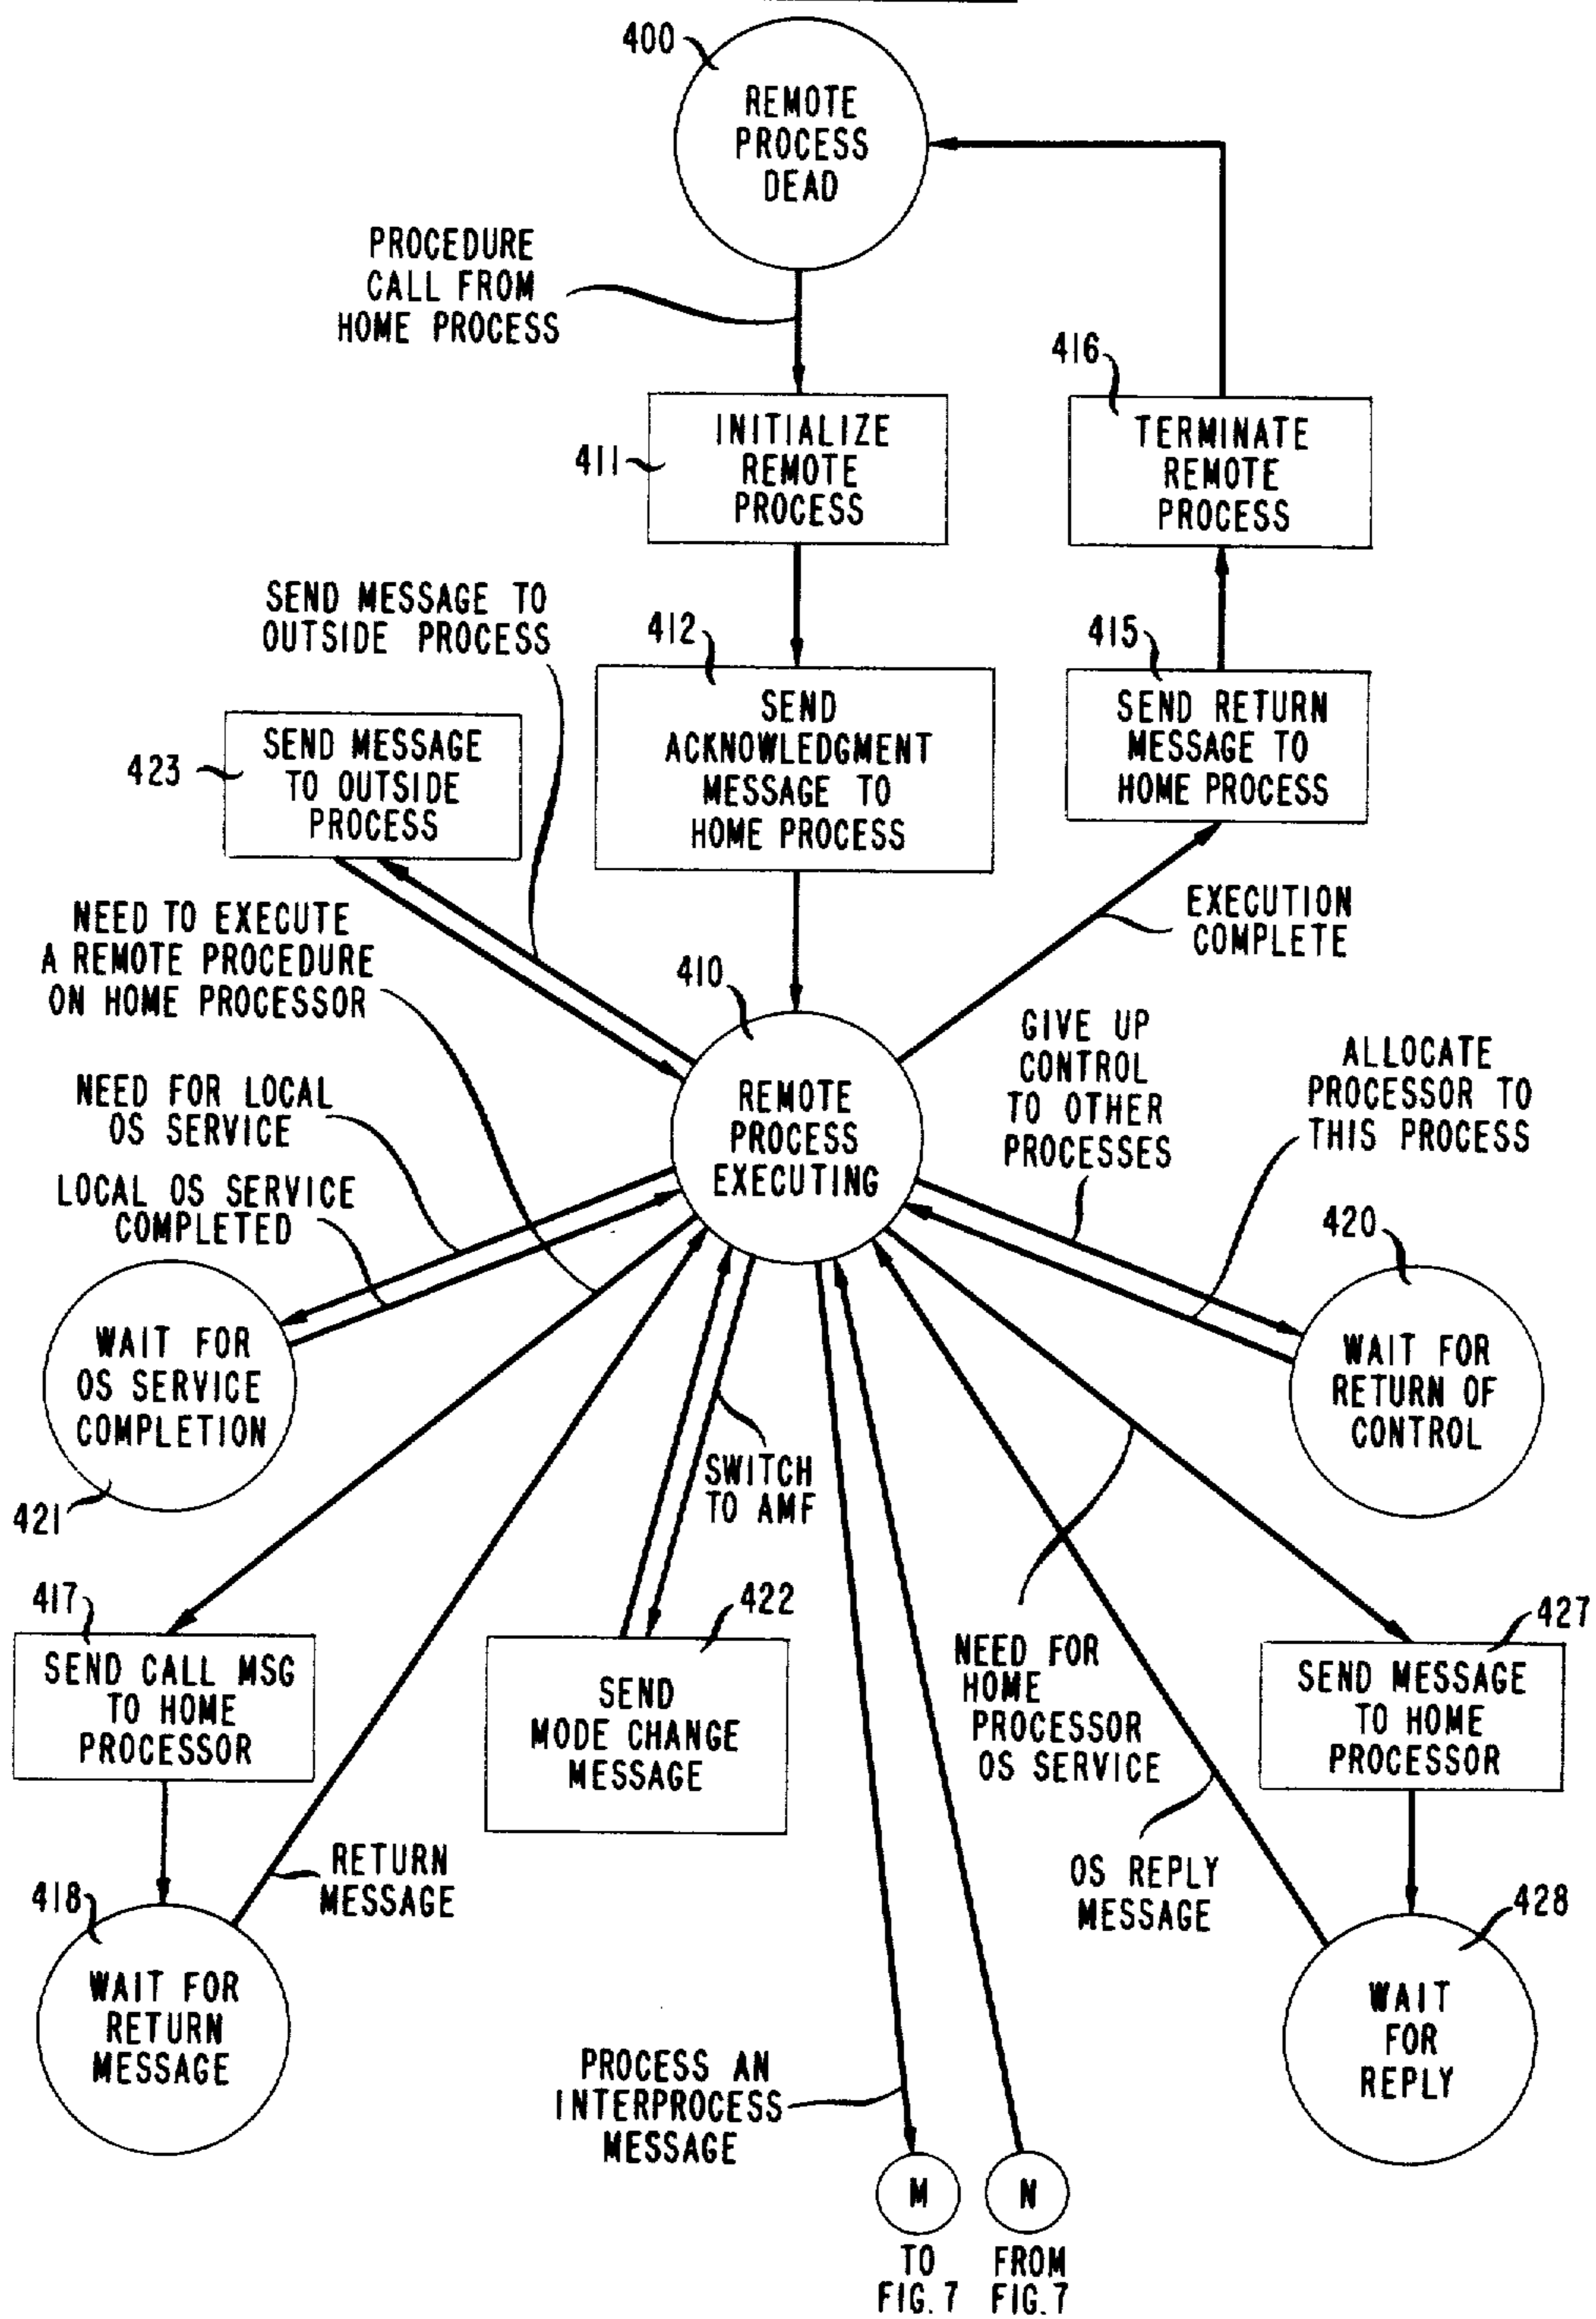 400
REMOTE
PROCESS
DEAD
PROCEDURE
CALL FROM
HOME PROCESS
416
INITIALIZE
REMOTE
PROCESS
411
TERMINATE
REMOTE
PROCESS
SEND MESSAGE TO
OUTSIDE PROCESS
412
415
SEND
ACKNOWLEDGMENT
MESSAGE TO
HOME PROCESS
SEND RETURN
MESSAGE TO
HOME PROCESS
423
SEND MESSAGE
TO OUTSIDE
PROCESS
EXECUTION
COMPLETE
NEED TO EXECUTE
A REMOTE PROCEDURE
ON HOME PROCESSOR
410
GIVE UP
CONTROL
TO OTHER
PROCESSES
ALLOCATE
PROCESSOR TO
THIS PROCESS
NEED FOR LOCAL
OS SERVICE
REMOTE
PROCESS
EXECUTING
LOCAL OS SERVICE
COMPLETED
420
WAIT FOR
OS SERVICE
COMPLETION
421
WAIT FOR
RETURN OF
CONTROL
SWITCH
TO AMF
417
SEND CALL MSG
TO HOME
PROCESSOR
422
SEND
MODE CHANGE
MESSAGE
NEED FOR
HOME
PROCESSOR
OS SERVICE
427
SEND MESSAGE
TO HOME
PROCESSOR
RETURN
MESSAGE
OS REPLY
MESSAGE
418
WAIT FOR
RETURN
MESSAGE
428
WAIT
FOR
REPLY
PROCESS AN
INTERPROCESS
MESSAGE
M
N
TO
FIG. 7
FROM
FIG. 7